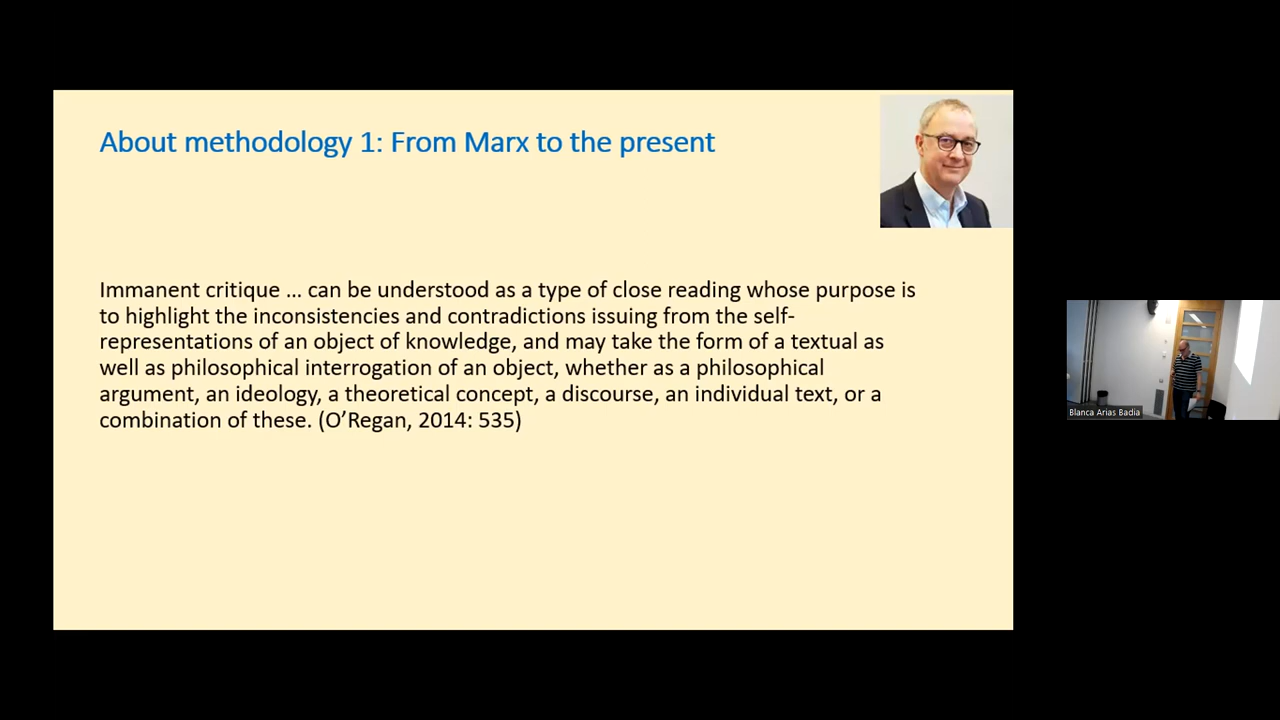 About methodology 1: From Marx to the present
Immanent critique … can be understood as a type of close reading whose purpose is
to highlight the inconsistencies and contradictions issuing from the self-
representations of an object of knowledge, and may take the form of a textual as
well as philosophical interrogation of an object, whether as a philosophical
argument, an ideology, a theoretical concept, a discourse, an individual text, or a
combination of these. (O’Regan, 2014: 535)
Blanca Arias Badia